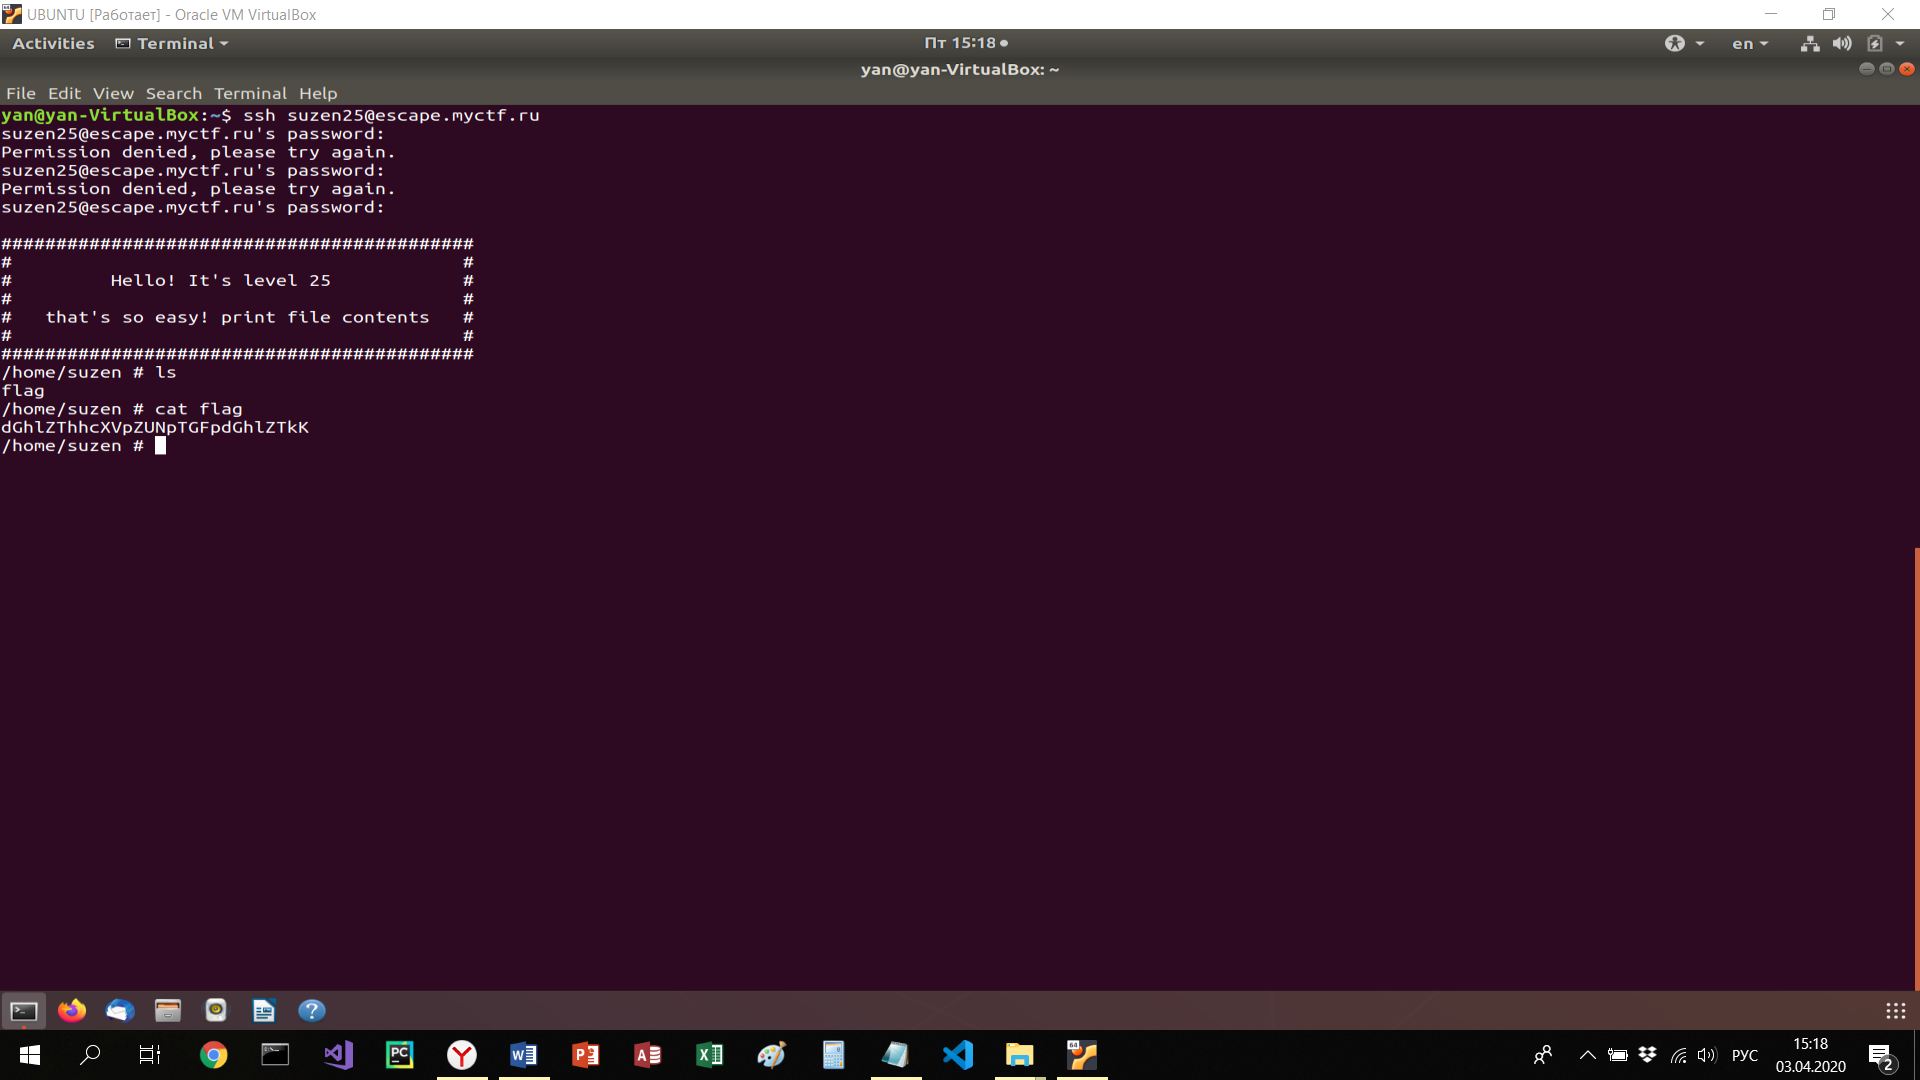 UBUNTU [Работает] - Oracle VM VirtualBox
Activities Terminal Пт 15:18 en
yan@yan-VirtualBox: ~
File Edit View Search Terminal Help
yan@yan-VirtualBox:~$ ssh suzen25@escape.myctf.ru
suzen25@escape.myctf.ru's password:
Permission denied, please try again.
suzen25@escape.myctf.ru's password:
Permission denied, please try again.
suzen25@escape.myctf.ru's password:
###########################################
# #
# Hello! It's level 25 #
# #
# that's so easy! print file contents #
# #
###########################################
/home/suzen # ls
flag
/home/suzen # cat flag
dGhlZThhcXVpZUNpTGFpdGhlZTkK
/home/suzen #
РУС 15:18
03.04.2020
2